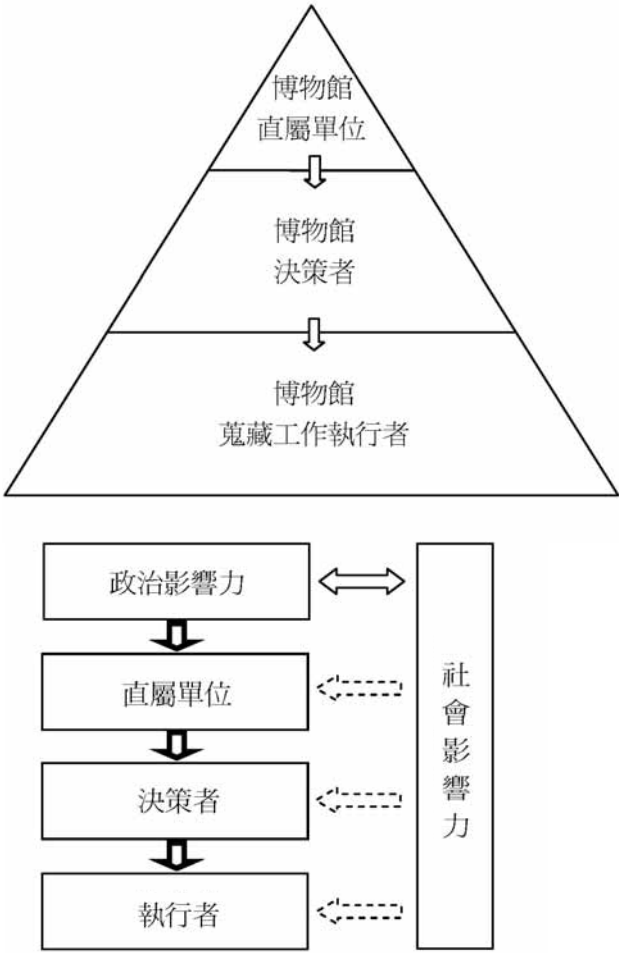 博物館
直屬單位
博物館
決策者
博物館
蒐藏工作執行者
政治影響力
直屬單位
決策者
執行者
社會影響力